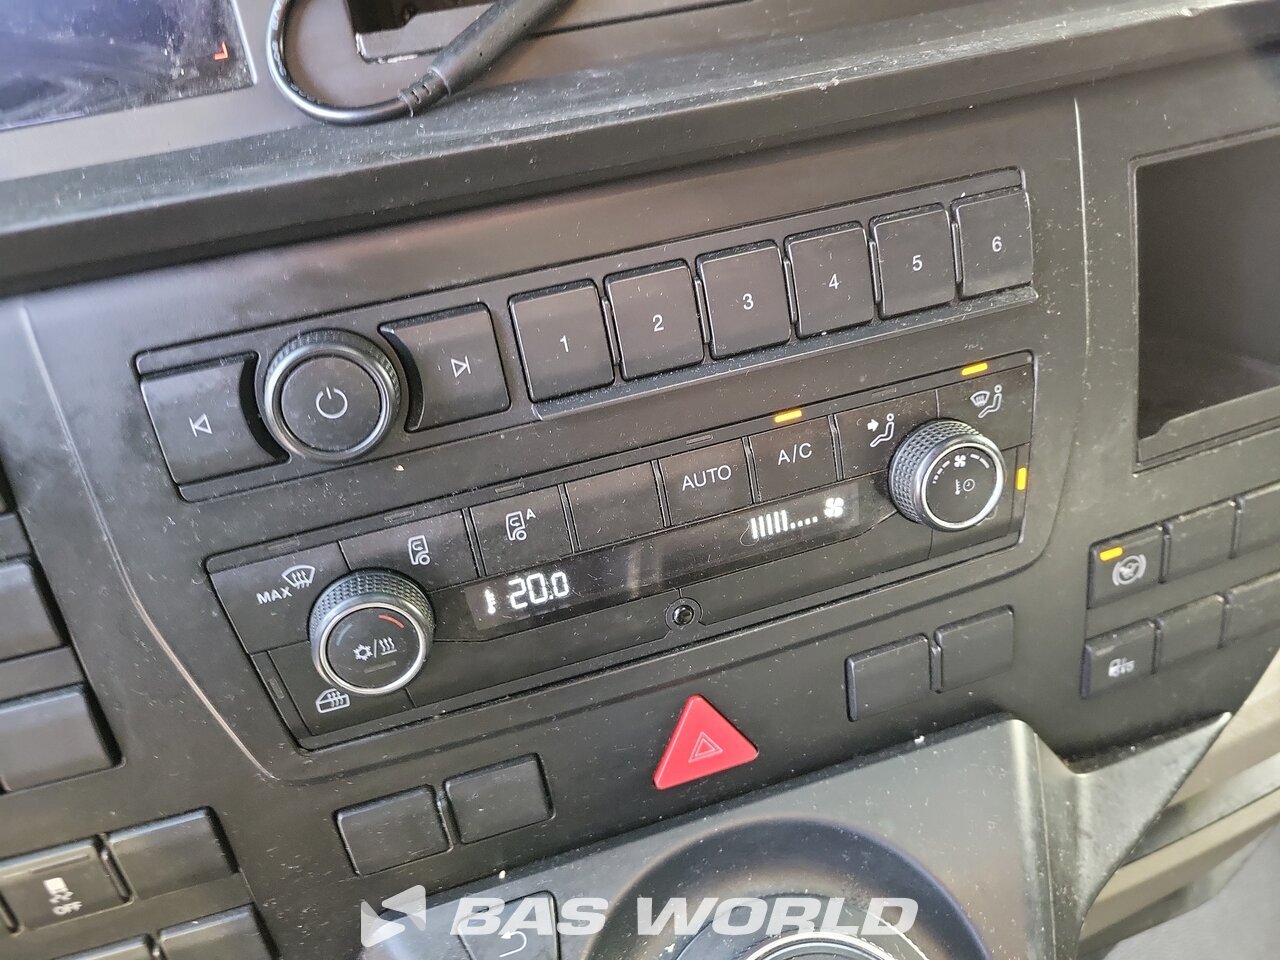 1 2 3 4 5 6
AUTO A/C
A
MAX
20.0
BAS WORLD